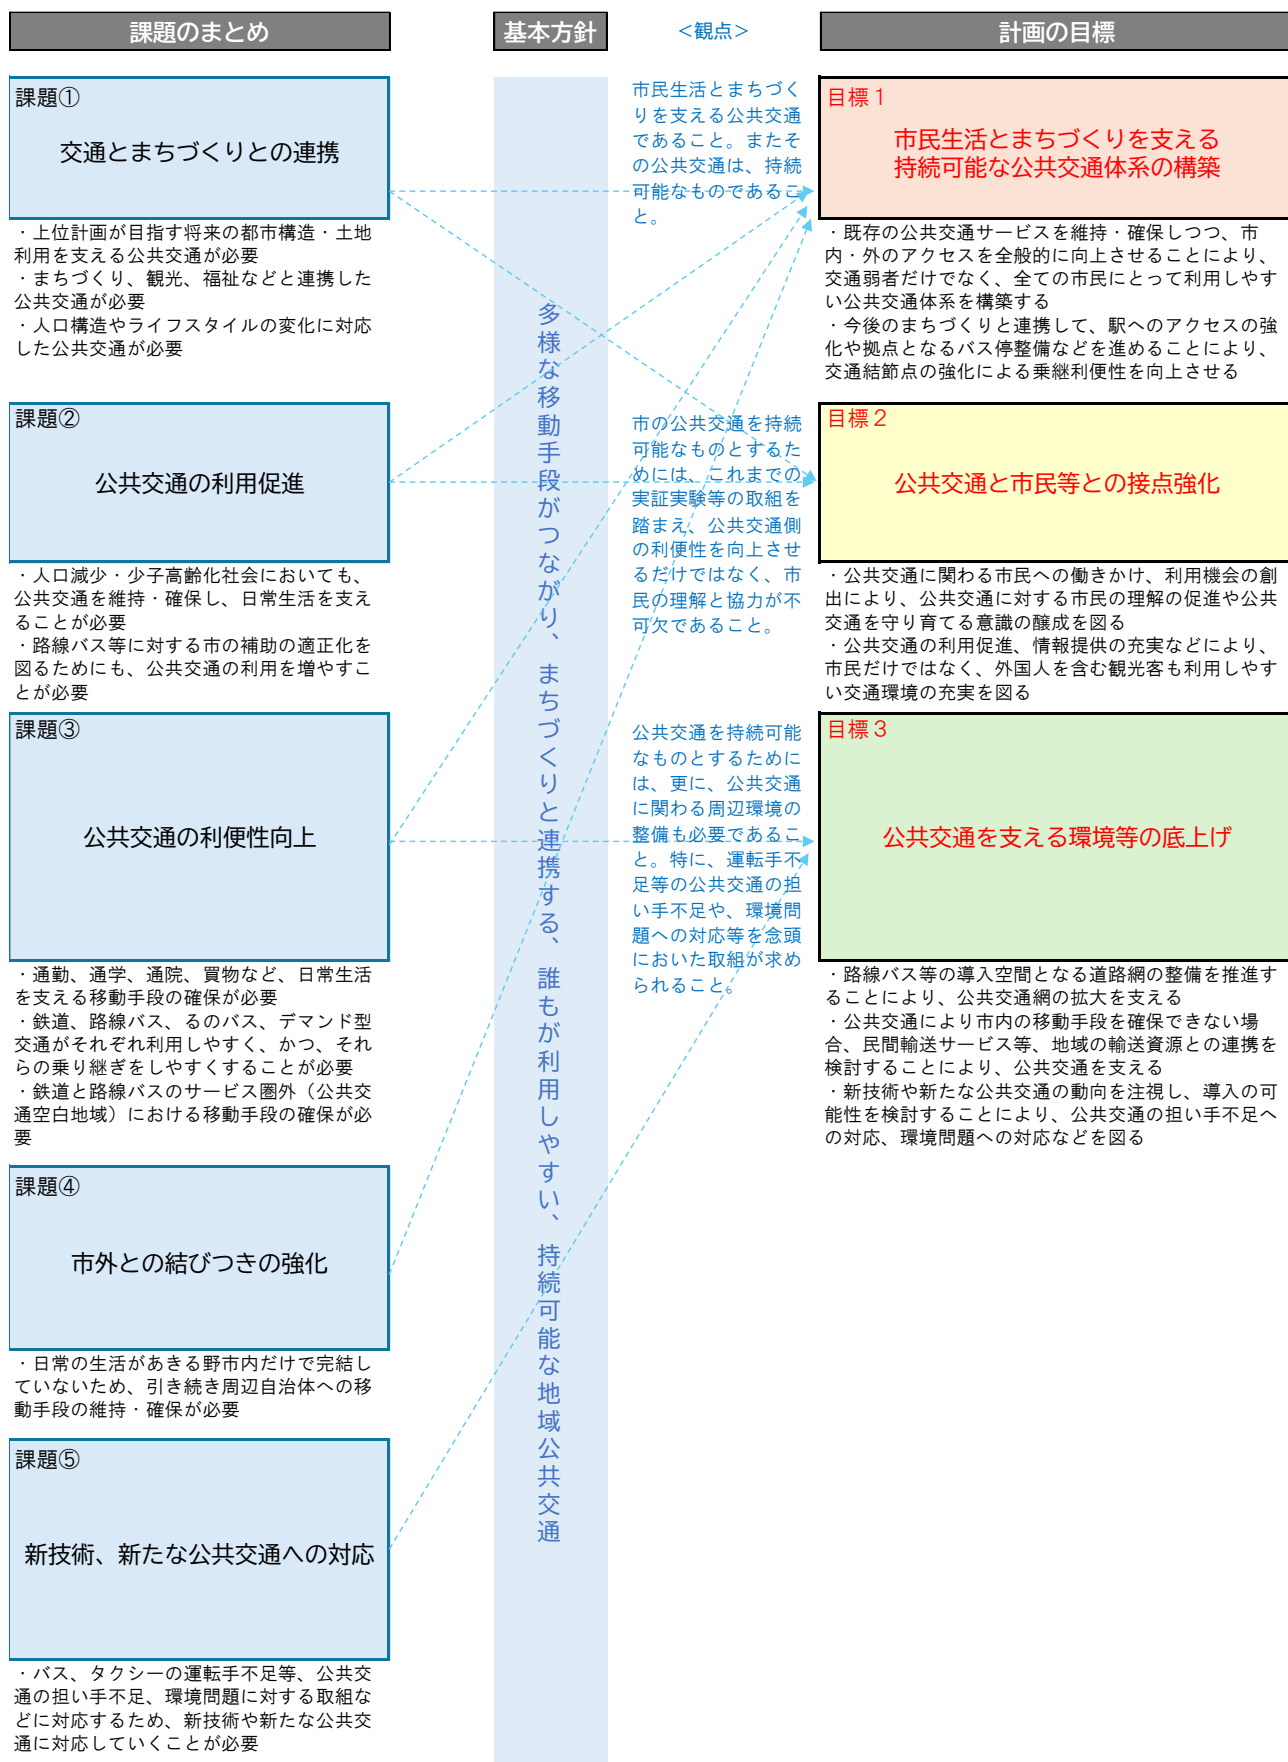 課題のまとめ
課題①
交通とまちづくりとの連携
・上位計画が目指す将来の都市構造・土地
利用を支える公共交通が必要
・まちづくり、観光、福祉などと連携した
公共交通が必要
・人口構造やライフスタイルの変化に対応
した公共交通が必要
課題②
公共交通の利用促進
・人口減少・少子高齢化社会においても、
公共交通を維持・確保し、日常生活を支え
ることが必要
・路線バス等に対する市の補助の適正化を
図るためにも、公共交通の利用を増やすこ
とが必要
課題③
公共交通の利便性向上
・通勤、通学、通院、買物など、日常生活
を支える移動手段の確保が必要
・鉄道、路線バス、るのバス、デマンド型
交通がそれぞれ利用しやすく、かつ、それ
らの乗り継ぎをしやすくすることが必要
・鉄道と路線バスのサービス圏外（公共交
通空白地域）における移動手段の確保が必
要
課題④
市外との結びつきの強化
・日常の生活があきる野市内だけで完結し
ていないため、引き続き周辺自治体への移
動手段の維持・確保が必要
課題⑤
新技術、新たな公共交通への対応
・バス、タクシーの運転手不足等、公共交
通の担い手不足、環境問題に対する取組な
どに対応するため、新技術や新たな公共交
通に対応していくことが必要
基本方針
多様な移動手段がつながり、まちづくりと連携する、誰もが利用しやすい、持続可能な地域公共交通
＜観点＞
市民生活とまちづく
りを支える公共交通
であること。またそ
の公共交通は、持続
可能なものであるこ
と。
市の公共交通を持続
可能なものとするた
めには、これまでの
実証実験等の取組を
踏まえ、公共交通側
の利便性を向上させ
るだけではなく、市
民の理解と協力が不
可欠であること。
公共交通を持続可能
なものとするために
は、更に、公共交通
に関わる周辺環境の
整備も必要であるこ
と。特に、運転手不
足等の公共交通の担
い手不足や、環境問
題への対応等を念頭
においた取組が求め
られること。
計画の目標
目標１
市民生活とまちづくりを支える
持続可能な公共交通体系の構築
・既存の公共交通サービスを維持・確保しつつ、市
内・外のアクセスを全般的に向上させることにより、
交通弱者だけでなく、全ての市民にとって利用しやす
い公共交通体系を構築する
・今後のまちづくりと連携して、駅へのアクセスの強
化や拠点となるバス停整備などを進めることにより、
交通結節点の強化による乗継利便性を向上させる
目標２
公共交通と市民等との接点強化
・公共交通に関わる市民への働きかけ、利用機会の創
出により、公共交通に対する市民の理解の促進や公共
交通を守り育てる意識の醸成を図る
・公共交通の利用促進、情報提供の充実などにより、
市民だけではなく、外国人を含む観光客も利用しやす
い交通環境の充実を図る
目標３
公共交通を支える環境等の底上げ
・路線バス等の導入空間となる道路網の整備を推進す
ることにより、公共交通網の拡大を支える
・公共交通により市内の移動手段を確保できない場
合、民間輸送サービス等、地域の輸送資源との連携を
検討することにより、公共交通を支える
・新技術や新たな公共交通の動向を注視し、導入の可
能性を検討することにより、公共交通の担い手不足へ
の対応、環境問題への対応などを図る